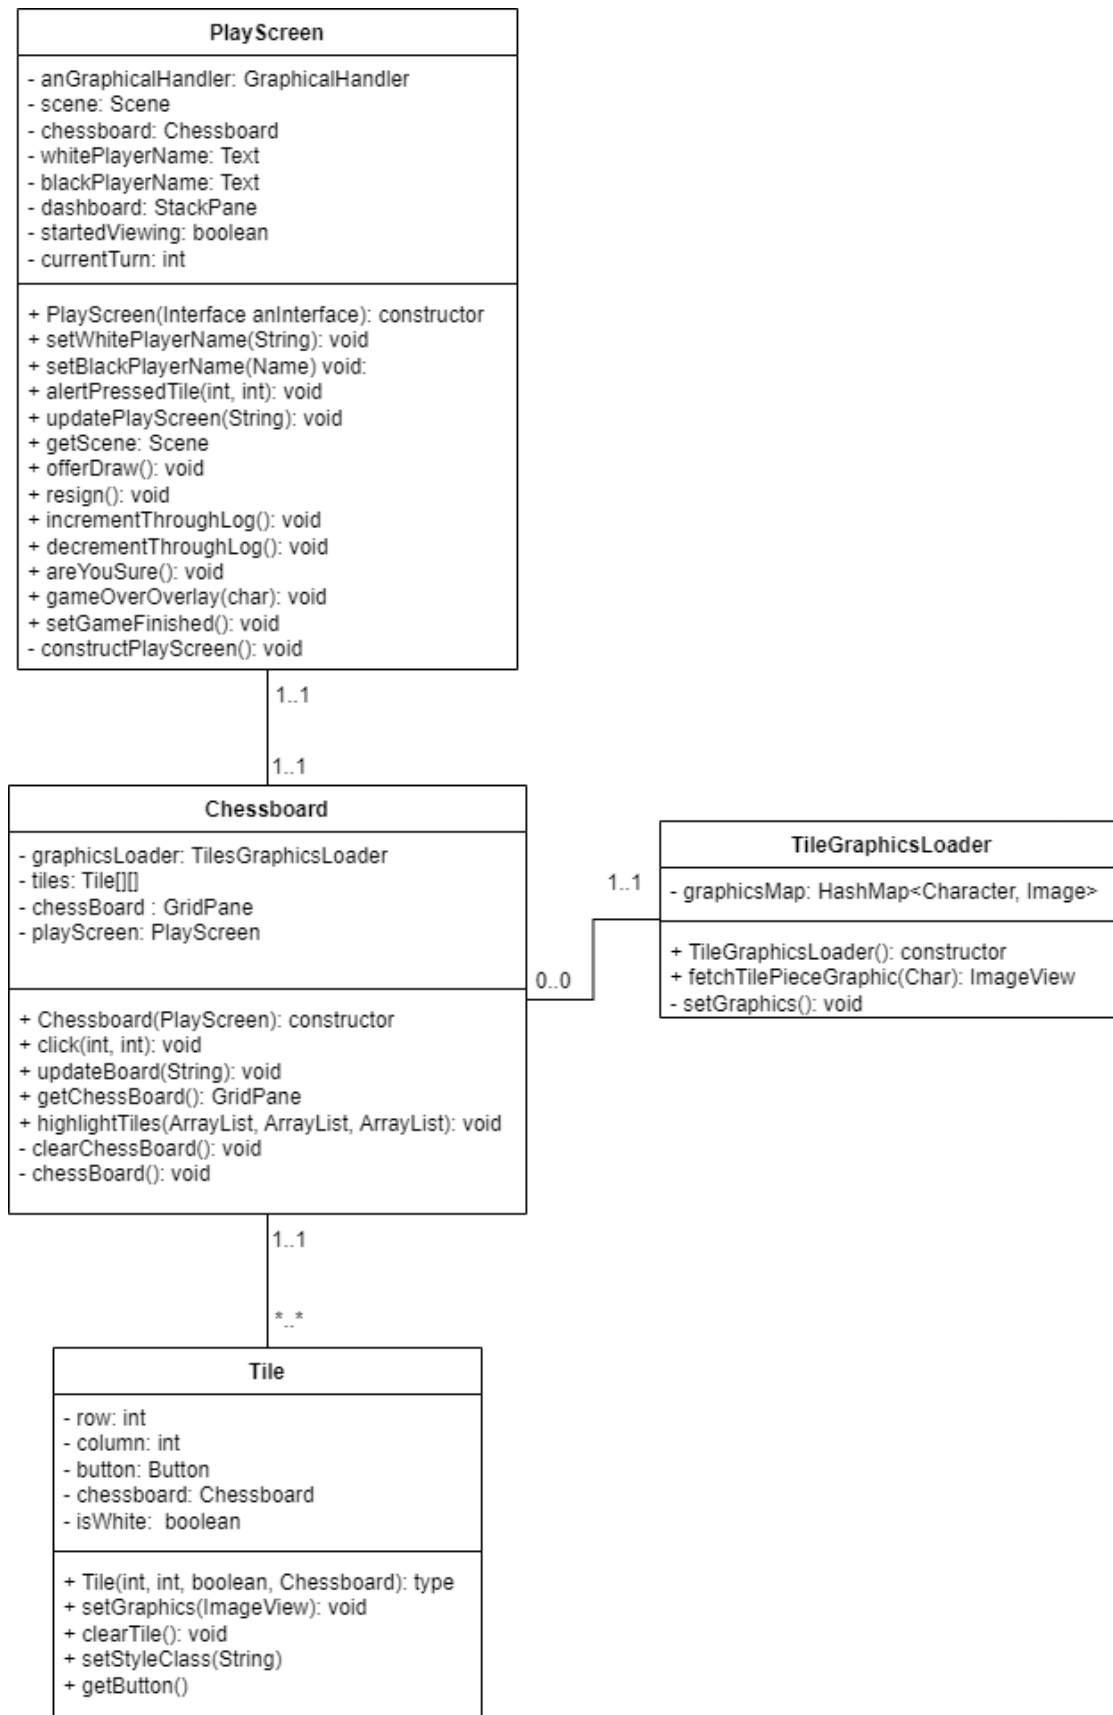 PlayScreen
- anGraphicalHandler: GraphicalHandler
- scene: Scene
- chessboard: Chessboard
- whitePlayerName: Text
- blackPlayerName: Text
- dashboard: StackPane
- startedViewing: boolean
- currentTurn: int
+ PlayScreen(Interface anInterface): constructor
+ setWhitePlayerName(String): void
+ setBlackPlayerName(Name) void:
+ alertPressedTile(int, int): void
+ updatePlayScreen(String): void
+ getScene: Scene
+ offerDraw(): void
+ resign(): void
+ incrementThroughLog(): void
+ decrementThroughLog(): void
+ areYouSure(): void
+ gameOverOverlay(char): void
+ setGameFinished(): void
- constructPlayScreen(): void
1..1
1..1
Chessboard
- graphicsLoader: TilesGraphicsLoader
- tiles: Tile[][]
- chessBoard : GridPane
- playScreen: PlayScreen
+ Chessboard(PlayScreen): constructor
+ click(int, int): void
+ updateBoard(String): void
+ getChessBoard(): GridPane
+ highlightTiles(ArrayList, ArrayList, ArrayList): void
- clearChessBoard(): void
- chessBoard(): void
0..0
1..1
TileGraphicsLoader
- graphicsMap: HashMap<Character, Image>
+ TileGraphicsLoader(): constructor
+ fetchTilePieceGraphic(Char): ImageView
- setGraphics(): void
1..1
*..*
Tile
- row: int
- column: int
- button: Button
- chessboard: Chessboard
- isWhite:  boolean
+ Tile(int, int, boolean, Chessboard): type
+ setGraphics(ImageView): void
+ clearTile(): void
+ setStyleClass(String)
+ getButton()